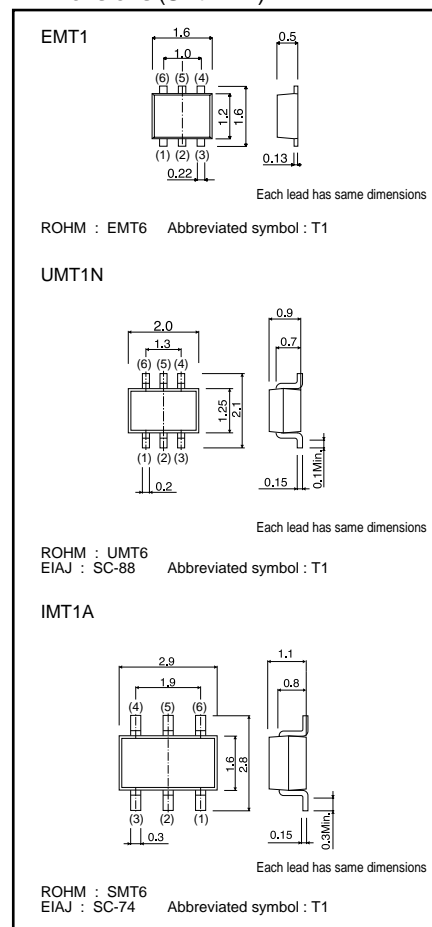 EMT1
1.6
1.0
0.5
(6) (5) (4)
1.2
1.6
(1) (2) (3)
0.22
0.13
Each lead has same dimensions
ROHM : EMT6 Abbreviated symbol : T1
UMT1N
2.0
1.3
0.9
0.7
(6) (5) (4)
1.25
2.1
(1) (2) (3)
0.2
0.15
0.1Min.
Each lead has same dimensions
ROHM : UMT6
EIAJ : SC-88 Abbreviated symbol : T1
IMT1A
2.9
1.9
1.1
0.8
(4) (5) (6)
1.6
2.8
(3) (2) (1)
0.3
0.15
0.3Min.
Each lead has same dimensions
ROHM : SMT6
EIAJ : SC-74 Abbreviated symbol : T1